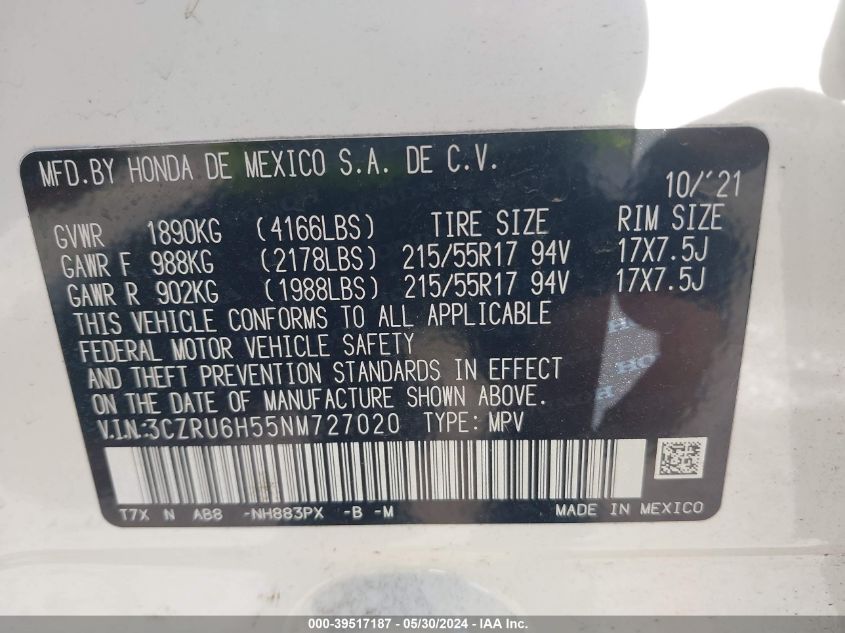 MFD.BY HONDA DE MEXICO S.A. DE C.V.
10/'21
GVWR 1890KG (4166LBS) TIRE SIZE RIM SIZE
GAWR F 988KG (2178LBS) 215/55R17 94V 17X7.5J
GAWR R 902KG (1988LBS) 215/55R17 94V 17X7.5J
THIS VEHICLE CONFORMS TO ALL APPLICABLE
FEDERAL MOTOR VEHICLE SAFETY
AND THEFT PREVENTION STANDARDS IN EFFECT
ON THE DATE OF MANUFACTURE SHOWN ABOVE.
V.I.N:3CZRU6H55NM727020 TYPE: MPV
T7X N AB8 -NH883PX -B -M MADE IN MEXICO
000-39517187 - 05/30/2024 - IAAI.com